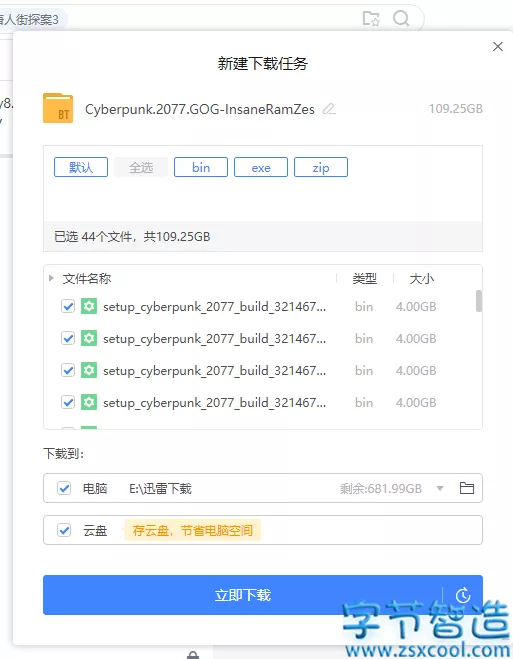 唐人街探案3
新建下载任务
y8.
BT
Cyberpunk.2077.GOG-InsaneRamZes
109.25GB
默认 全选 bin exe zip
已选 44个文件，共109.25GB
文件名称 类型 大小
setup_cyberpunk_2077_build_321467... bin 4.00GB
setup_cyberpunk_2077_build_321467... bin 4.00GB
setup_cyberpunk_2077_build_321467... bin 4.00GB
setup_cyberpunk_2077_build_321467... bin 4.00GB
下载到：
电脑 E:\迅雷下载 剩余:681.99GB
云盘 存云盘，节省电脑空间
立即下载
字节智造
www.zsxcool.com